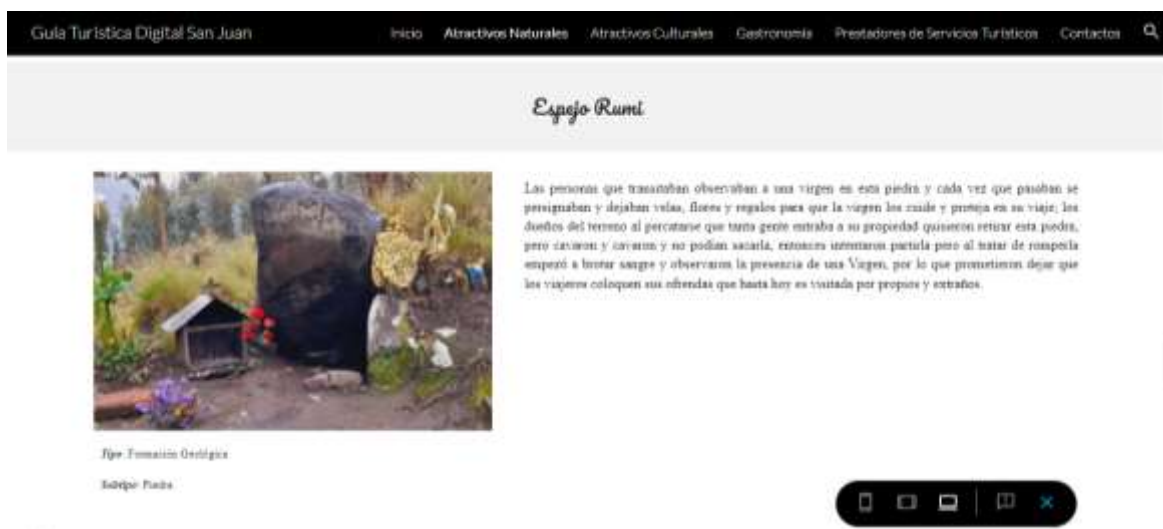 Guía Turística Digital San Juan
Inicio Atractivos Naturales Atractivos Culturales Gastronomía Prestadores de Servicios Turísticos Contactos
Espejo Rumi
Las personas que transitaban observaban a una virgen en esta piedra y cada vez que pasaban se
persignaban y dejaban velas, flores y regalos para que la virgen los cuide y proteja en su viaje; los
dueños del terreno al percatarse que tanta gente entraba a su propiedad quisieron retirar esta piedra,
pero cavaron y cavaron y no podían sacarla, entonces intentaron partirla pero al tratar de romperla
empezó a brotar sangre y observaron la presencia de una Virgen, por lo que prometieron dejar que
los viajeros coloquen sus ofrendas que hasta hoy es visitada por propios y extraños.
Tipo: Formación Geológica
Subtipo: Piedra